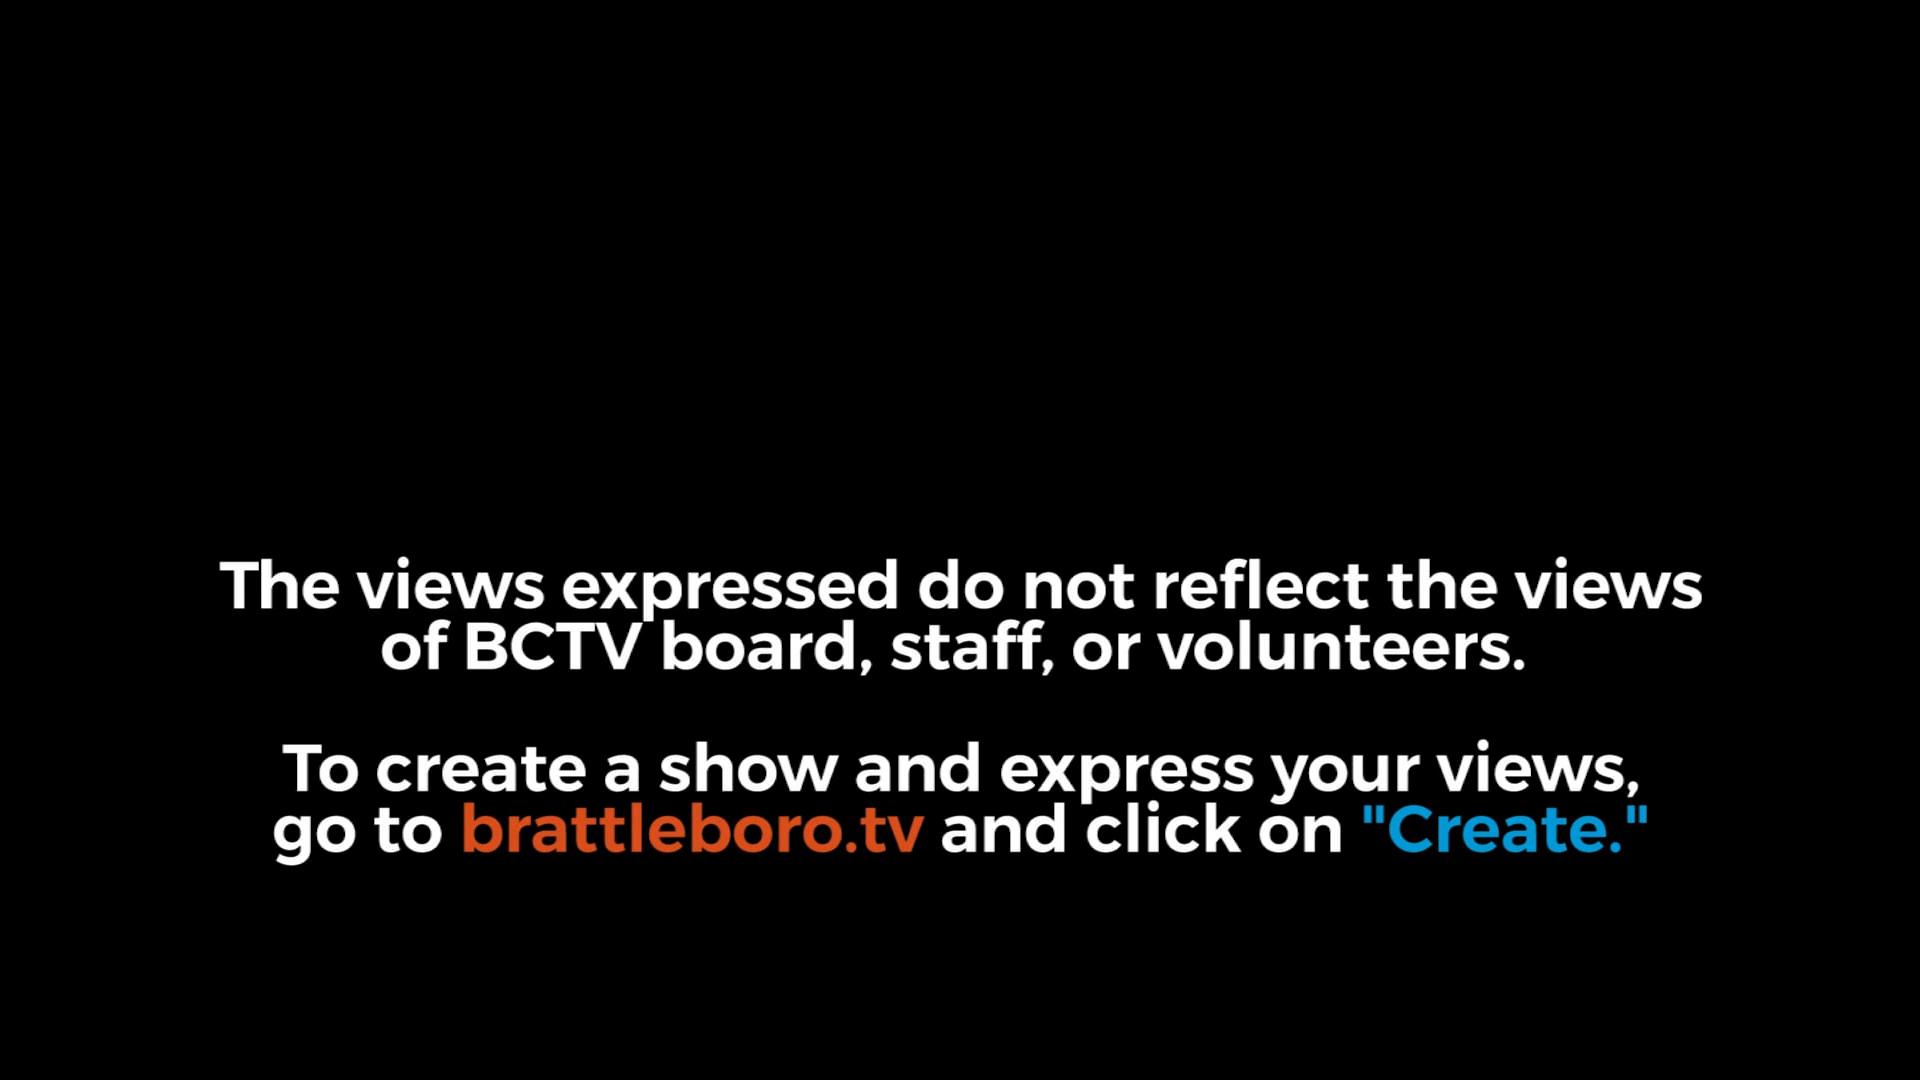 The views expressed do not reflect the views
of BCTV board, staff, or volunteers.
To create a show and express your views,
go to brattleboro.tv and click on "Create."